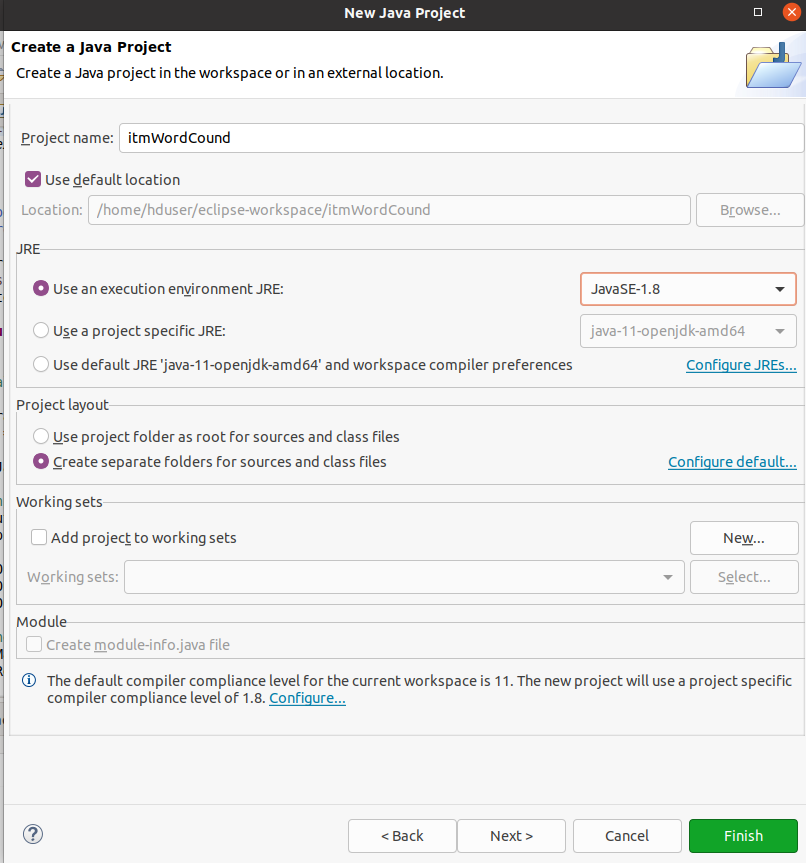 New Java Project
Create a Java Project
Create a Java project in the workspace or in an external location.
Project name: itmWordCound
Use default location
Location: /home/hduser/eclipse-workspace/itmWordCound Browse...
JRE
Use an execution environment JRE: JavaSE-1.8
Use a project specific JRE: java-11-openjdk-amd64
Use default JRE 'java-11-openjdk-amd64' and workspace compiler preferences Configure JREs...
Project layout
Use project folder as root for sources and class files
Create separate folders for sources and class files Configure default...
Working sets
Add project to working sets New...
Working sets: Select...
Module
Create module-info.java file
The default compiler compliance level for the current workspace is 11. The new project will use a project specific
compiler compliance level of 1.8. Configure...
< Back Next > Cancel Finish